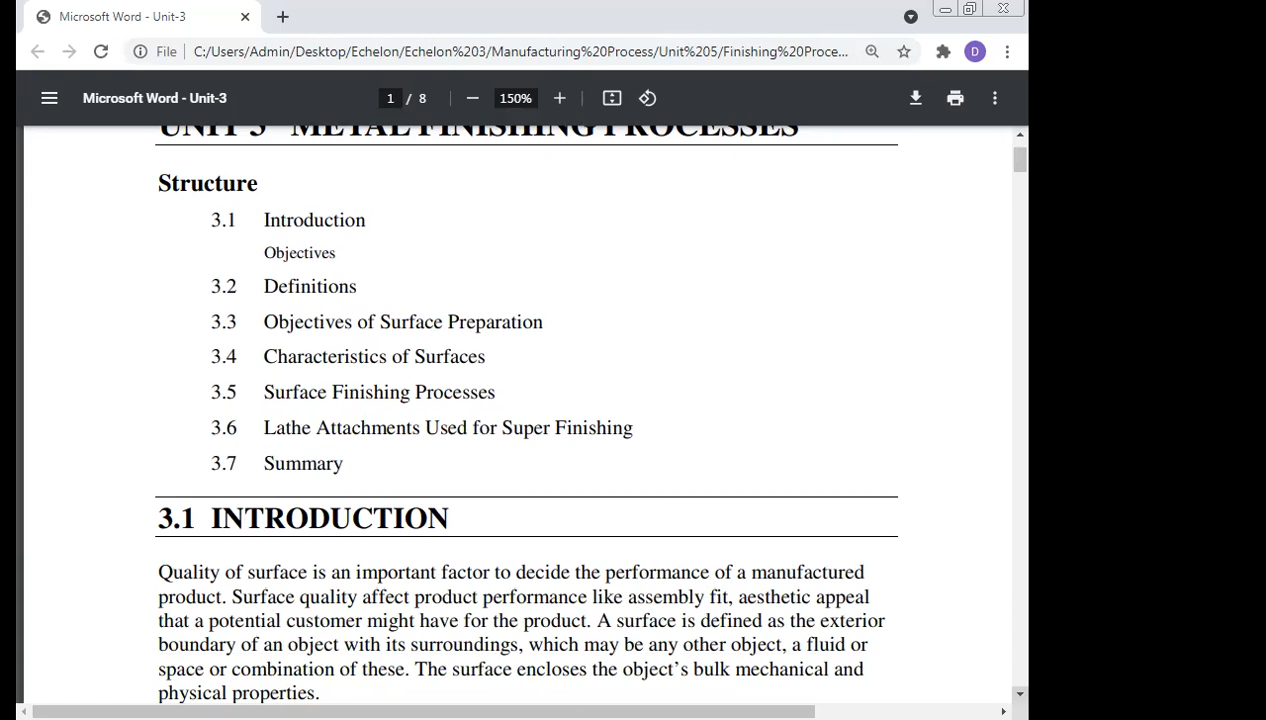 Microsoft Word - Unit-3
File C:/Users/Admin/Desktop/Echelon/Echelon%203/Manufacturing%20Process/Unit%205/Finishing%20Proce... D
Microsoft Word - Unit-3 1 / 8 150%
UNIT 3 METAL FINISHING PROCESSES
Structure
3.1 Introduction
Objectives
3.2 Definitions
3.3 Objectives of Surface Preparation
3.4 Characteristics of Surfaces
3.5 Surface Finishing Processes
3.6 Lathe Attachments Used for Super Finishing
3.7 Summary
3.1 INTRODUCTION
Quality of surface is an important factor to decide the performance of a manufactured
product. Surface quality affect product performance like assembly fit, aesthetic appeal
that a potential customer might have for the product. A surface is defined as the exterior
boundary of an object with its surroundings, which may be any other object, a fluid or
space or combination of these. The surface encloses the object’s bulk mechanical and
physical properties.